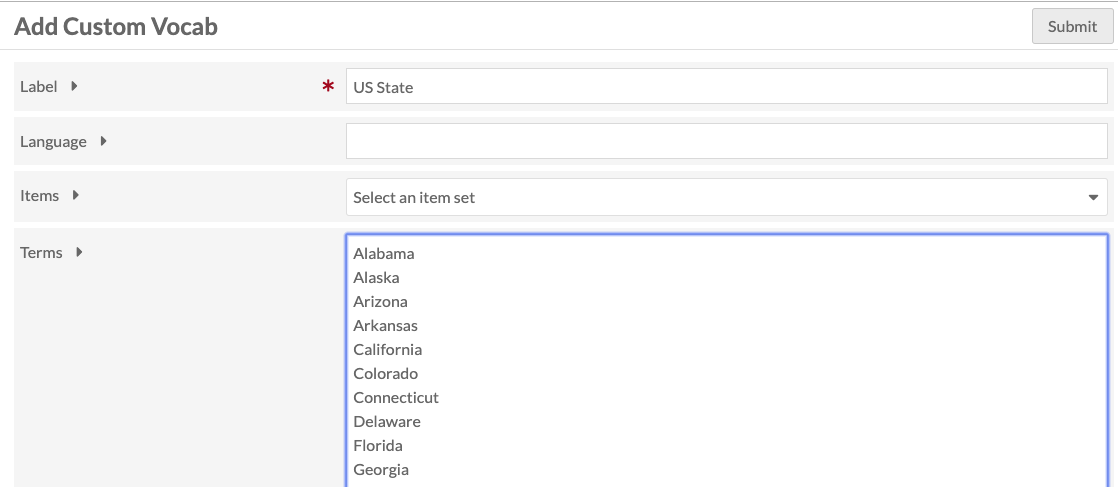 Add Custom Vocab
Submit
Label
* US State
Language
Items
Select an item set
Terms
Alabama
Alaska
Arizona
Arkansas
California
Colorado
Connecticut
Delaware
Florida
Georgia